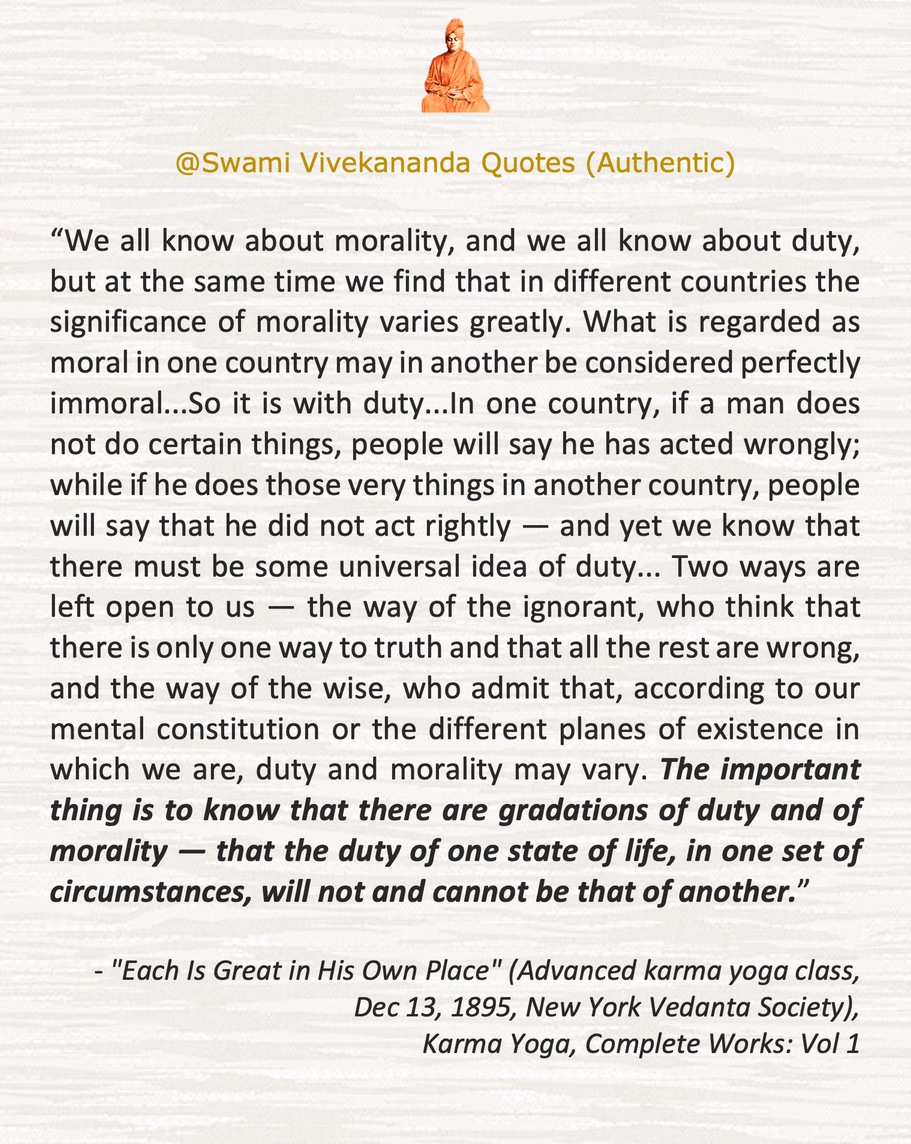 @Swami Vivekananda Quotes (Authentic)
“We all know about morality, and we all know about duty,
but at the same time we find that in different countries the
significance of morality varies greatly. What is regarded as
moral in one country may in another be considered perfectly
immoral...So it is with duty...In one country, if a man does
not do certain things, people will say he has acted wrongly;
while if he does those very things in another country, people
will say that he did not act rightly — and yet we know that
there must be some universal idea of duty... Two ways are
left open to us — the way of the ignorant, who think that
there is only one way to truth and that all the rest are wrong,
and the way of the wise, who admit that, according to our
mental constitution or the different planes of existence in
which we are, duty and morality may vary. The important
thing is to know that there are gradations of duty and of
morality — that the duty of one state of life, in one set of
circumstances, will not and cannot be that of another.”
- "Each Is Great in His Own Place" (Advanced karma yoga class,
Dec 13, 1895, New York Vedanta Society),
Karma Yoga, Complete Works: Vol 1